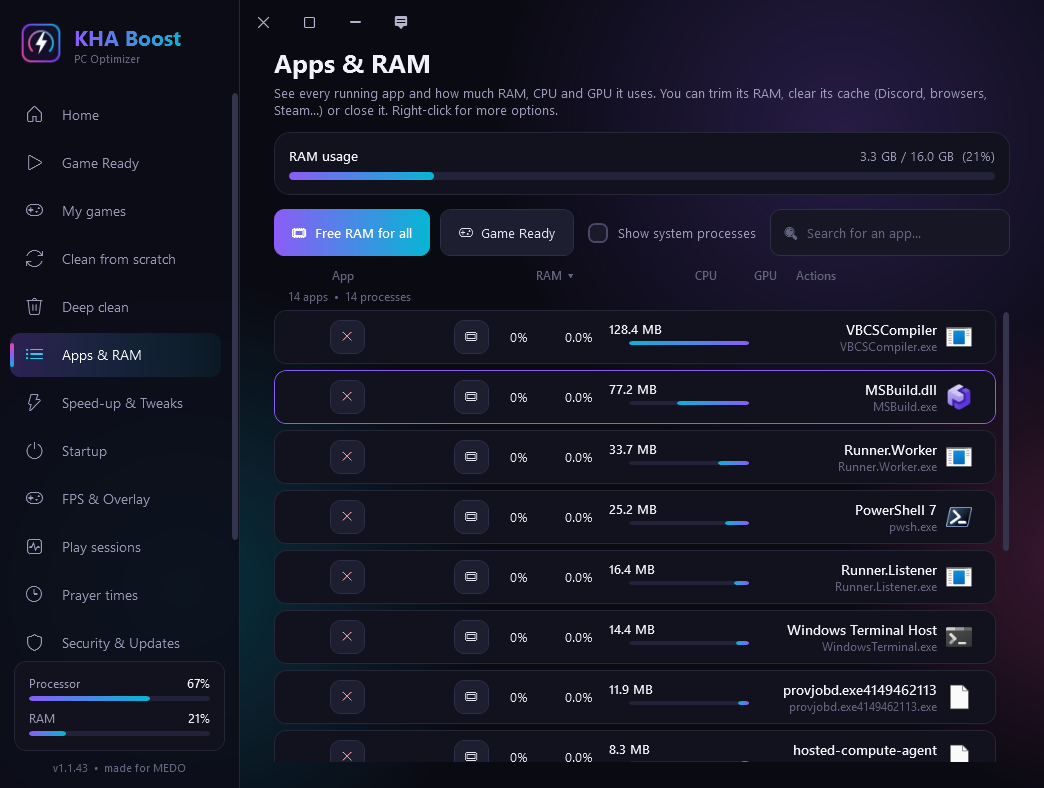 KHA Boost
PC Optimizer
Home
Game Ready
My games
Clean from scratch
Deep clean
Apps & RAM
Speed-up & Tweaks
Startup
FPS & Overlay
Play sessions
Prayer times
Security & Updates
Processor 67%
RAM 21%
v1.1.43 • made for MEDO
Apps & RAM
See every running app and how much RAM, CPU and GPU it uses. You can trim its RAM, clear its cache (Discord, browsers,
Steam...) or close it. Right-click for more options.
RAM usage 3.3 GB / 16.0 GB (21%)
Free RAM for all Game Ready Show system processes Search for an app...
App RAM ▾ CPU GPU Actions
14 apps • 14 processes
0% 0.0% 128.4 MB VBCSCompiler
VBCSCompiler.exe
0% 0.0% 77.2 MB MSBuild.dll
MSBuild.exe
0% 0.0% 33.7 MB Runner.Worker
Runner.Worker.exe
0% 0.0% 25.2 MB PowerShell 7
pwsh.exe
0% 0.0% 16.4 MB Runner.Listener
Runner.Listener.exe
0% 0.0% 14.4 MB Windows Terminal Host
WindowsTerminal.exe
0% 0.0% 11.9 MB provjobd.exe4149462113
provjobd.exe4149462113.exe
0% 0.0% 8.3 MB hosted-compute-agent